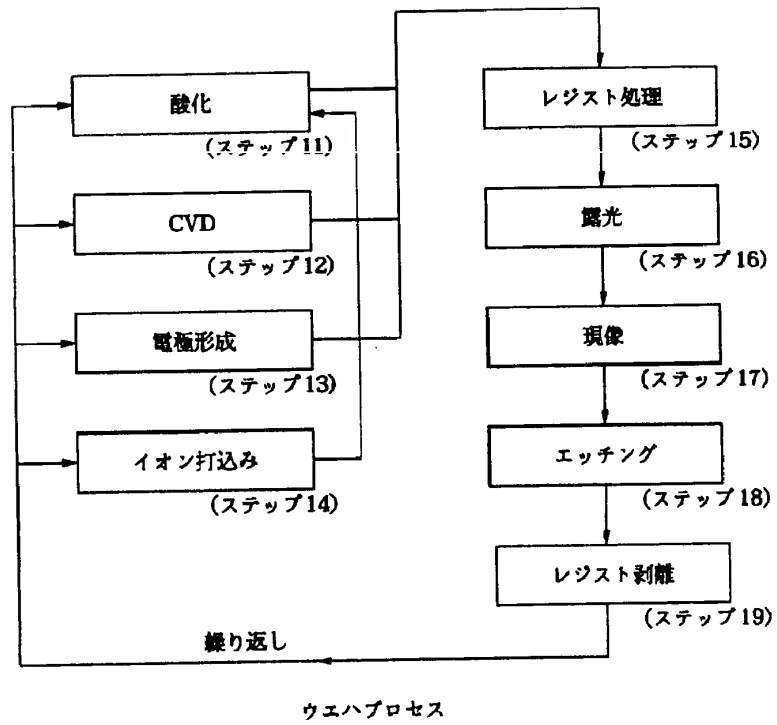 酸化
(ステップ11)
CVD
(ステップ12)
電極形成
(ステップ13)
イオン打込み
(ステップ14)
レジスト処理
(ステップ15)
露光
(ステップ16)
現像
(ステップ17)
エッチング
(ステップ18)
レジスト剥離
(ステップ19)
繰り返し
ウエハプロセス